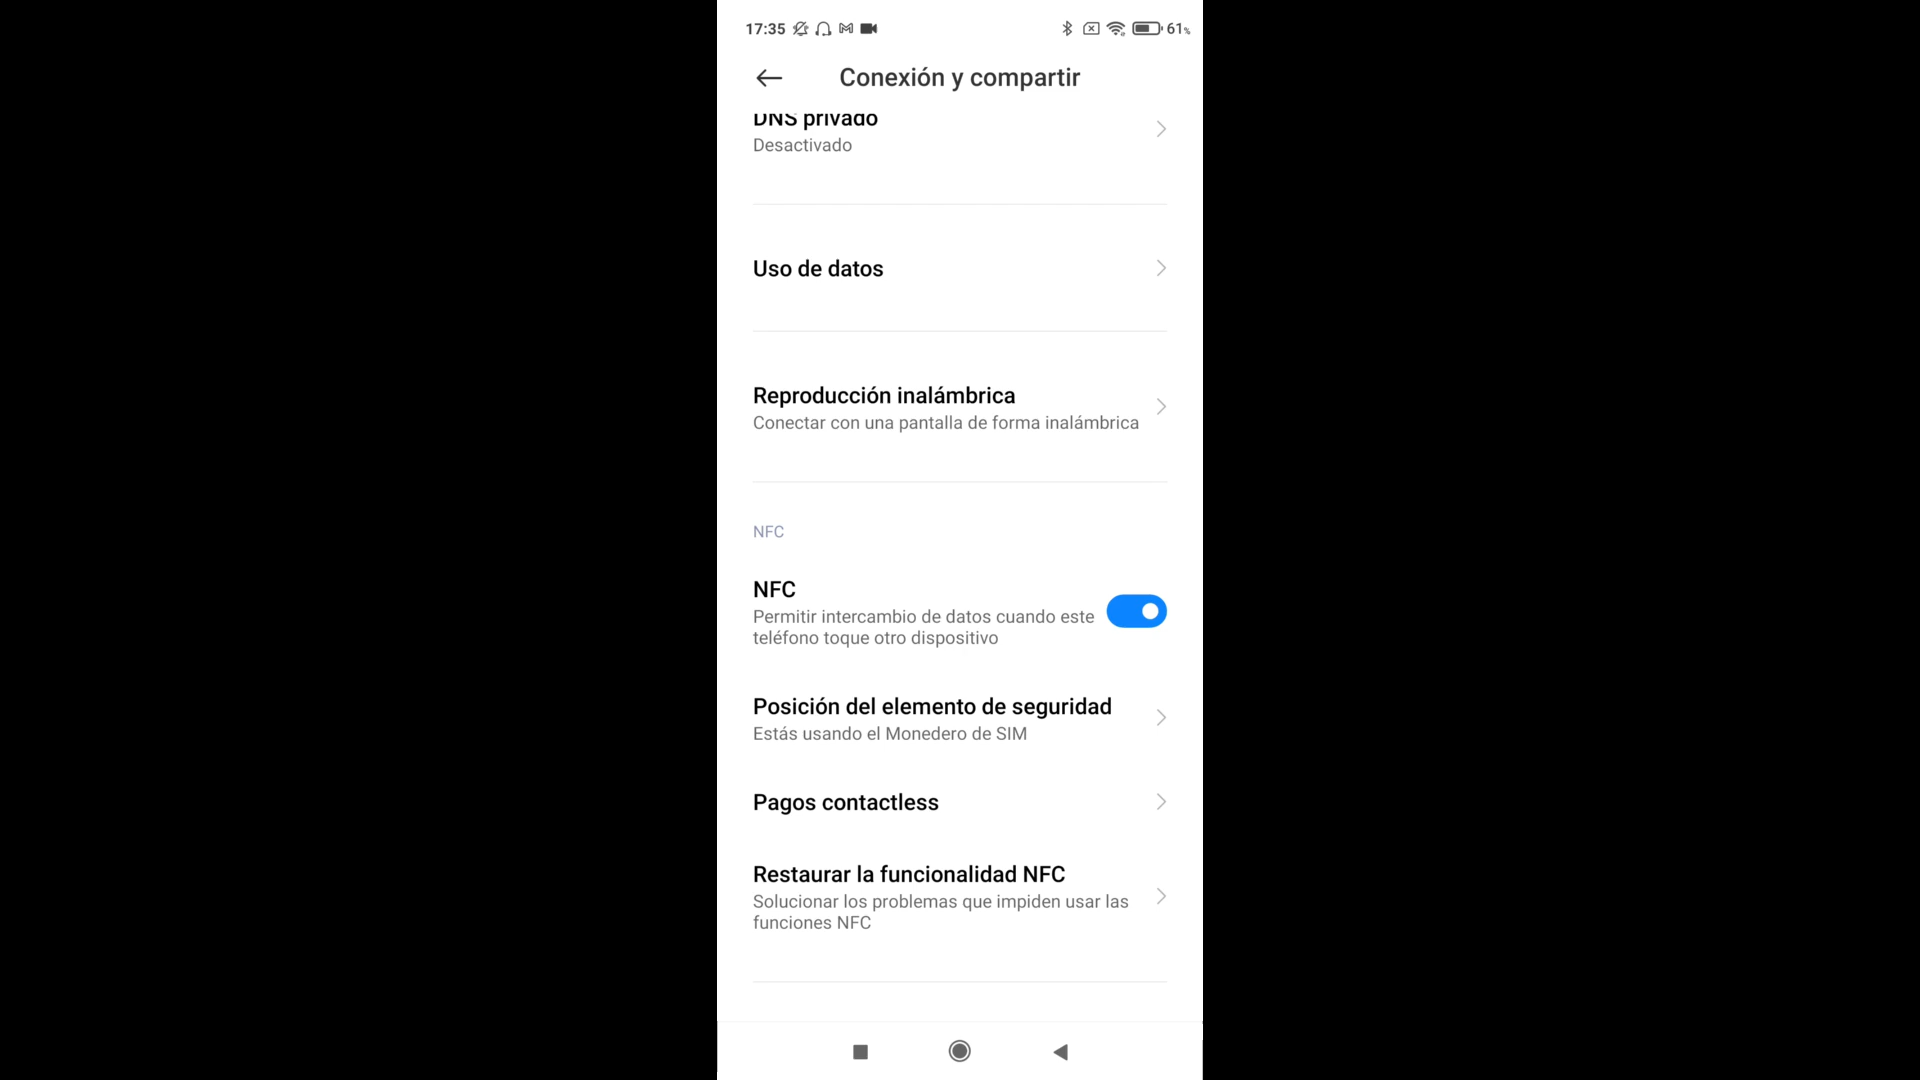 17:35 61%
Conexión y compartir
DNS privado
Desactivado
Uso de datos
Reproducción inalámbrica
Conectar con una pantalla de forma inalámbrica
NFC
NFC
Permitir intercambio de datos cuando este
teléfono toque otro dispositivo
Posición del elemento de seguridad
Estás usando el Monedero de SIM
Pagos contactless
Restaurar la funcionalidad NFC
Solucionar los problemas que impiden usar las
funciones NFC